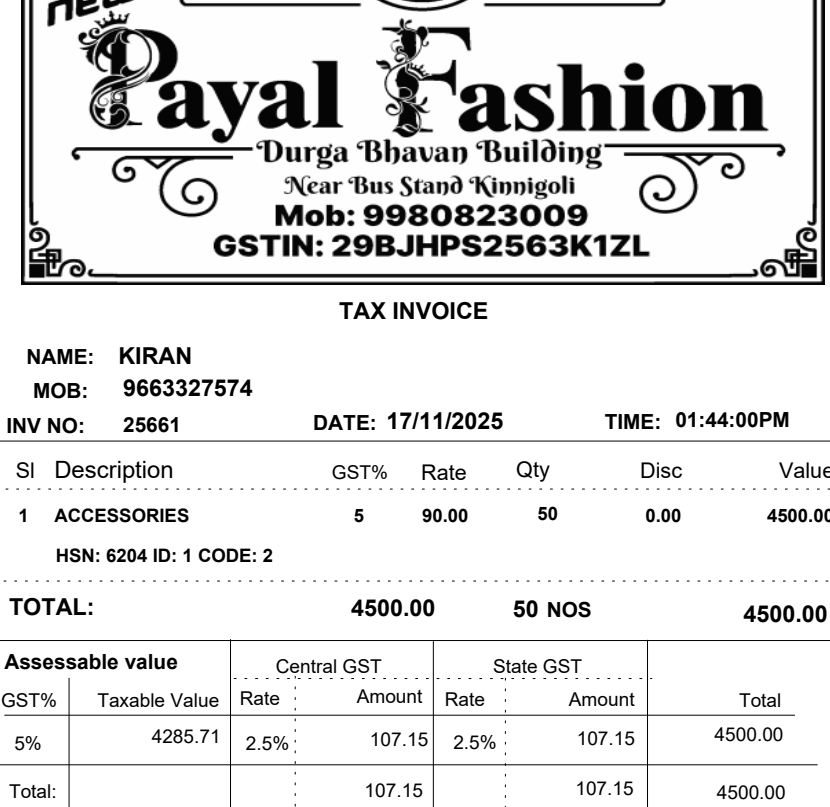 new
Payal Fashion
Durga Bhavan Building
Near Bus Stand Kinnigoli
Mob: 9980823009
GSTIN: 29BJHPS2563K1ZL
TAX INVOICE
NAME: KIRAN
MOB: 9663327574
INV NO: 25661 DATE: 17/11/2025 TIME: 01:44:00PM
Sl Description GST% Rate Qty Disc Value
1 ACCESSORIES 5 90.00 50 0.00 4500.00
HSN: 6204 ID: 1 CODE: 2
TOTAL: 4500.00 50 NOS 4500.00
Assessable value Central GST State GST
GST% Taxable Value Rate Amount Rate Amount Total
5% 4285.71 2.5% 107.15 2.5% 107.15 4500.00
Total: 107.15 107.15 4500.00